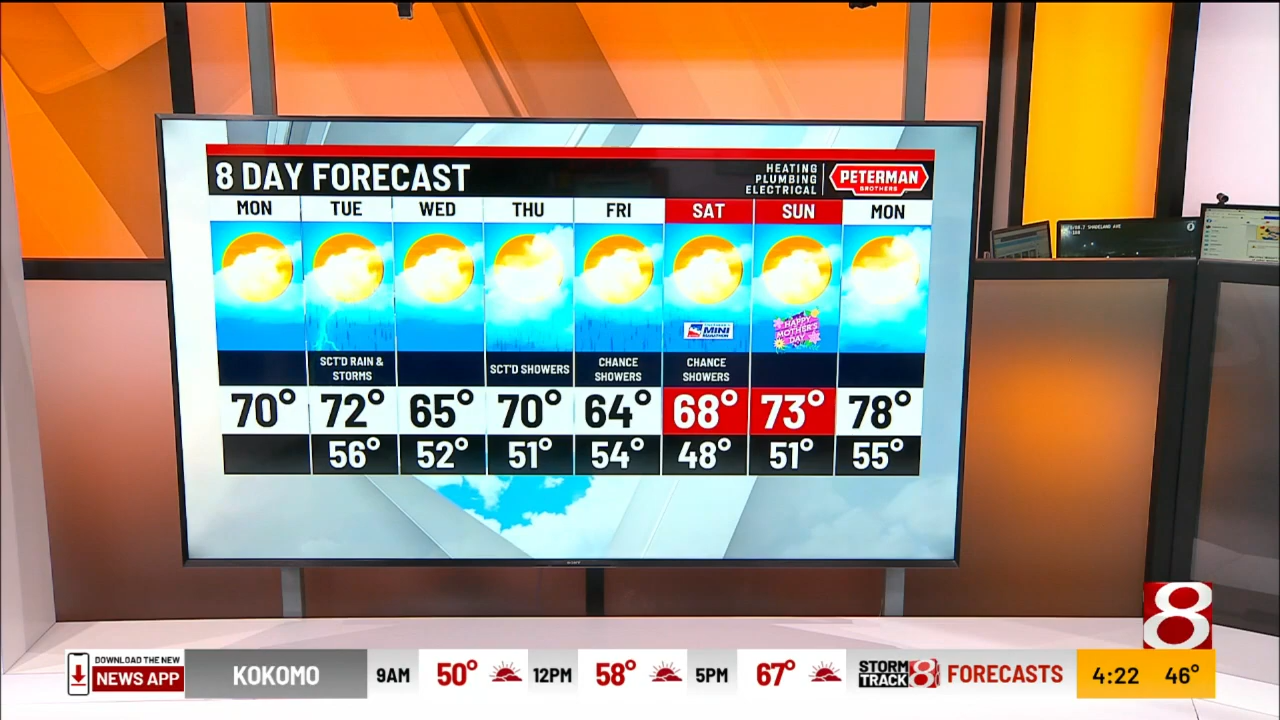 8 DAY FORECAST
HEATING
PLUMBING
ELECTRICAL
PETERMAN
BROTHERS
MON TUE WED THU FRI SAT SUN MON
MINI
HAPPY
MOTHER'S
DAY
SCT'D RAIN &
STORMS
SCT'D SHOWERS
CHANCE
SHOWERS
CHANCE
SHOWERS
70° 72° 65° 70° 64° 68° 73° 78°
56° 52° 51° 54° 48° 51° 55°
SONY
8
DOWNLOAD THE NEW
NEWS APP
KOKOMO
9AM 50° 12PM 58° 5PM 67°
STORM
TRACK 8
FORECASTS
4:22 46°